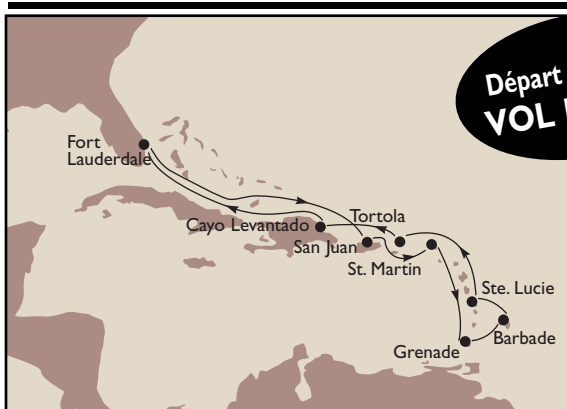 Départ
VOL
Fort
Lauderdale
Cayo Levantado
Tortola
San Juan
St. Martin
Ste. Lucie
Barbade
Grenade